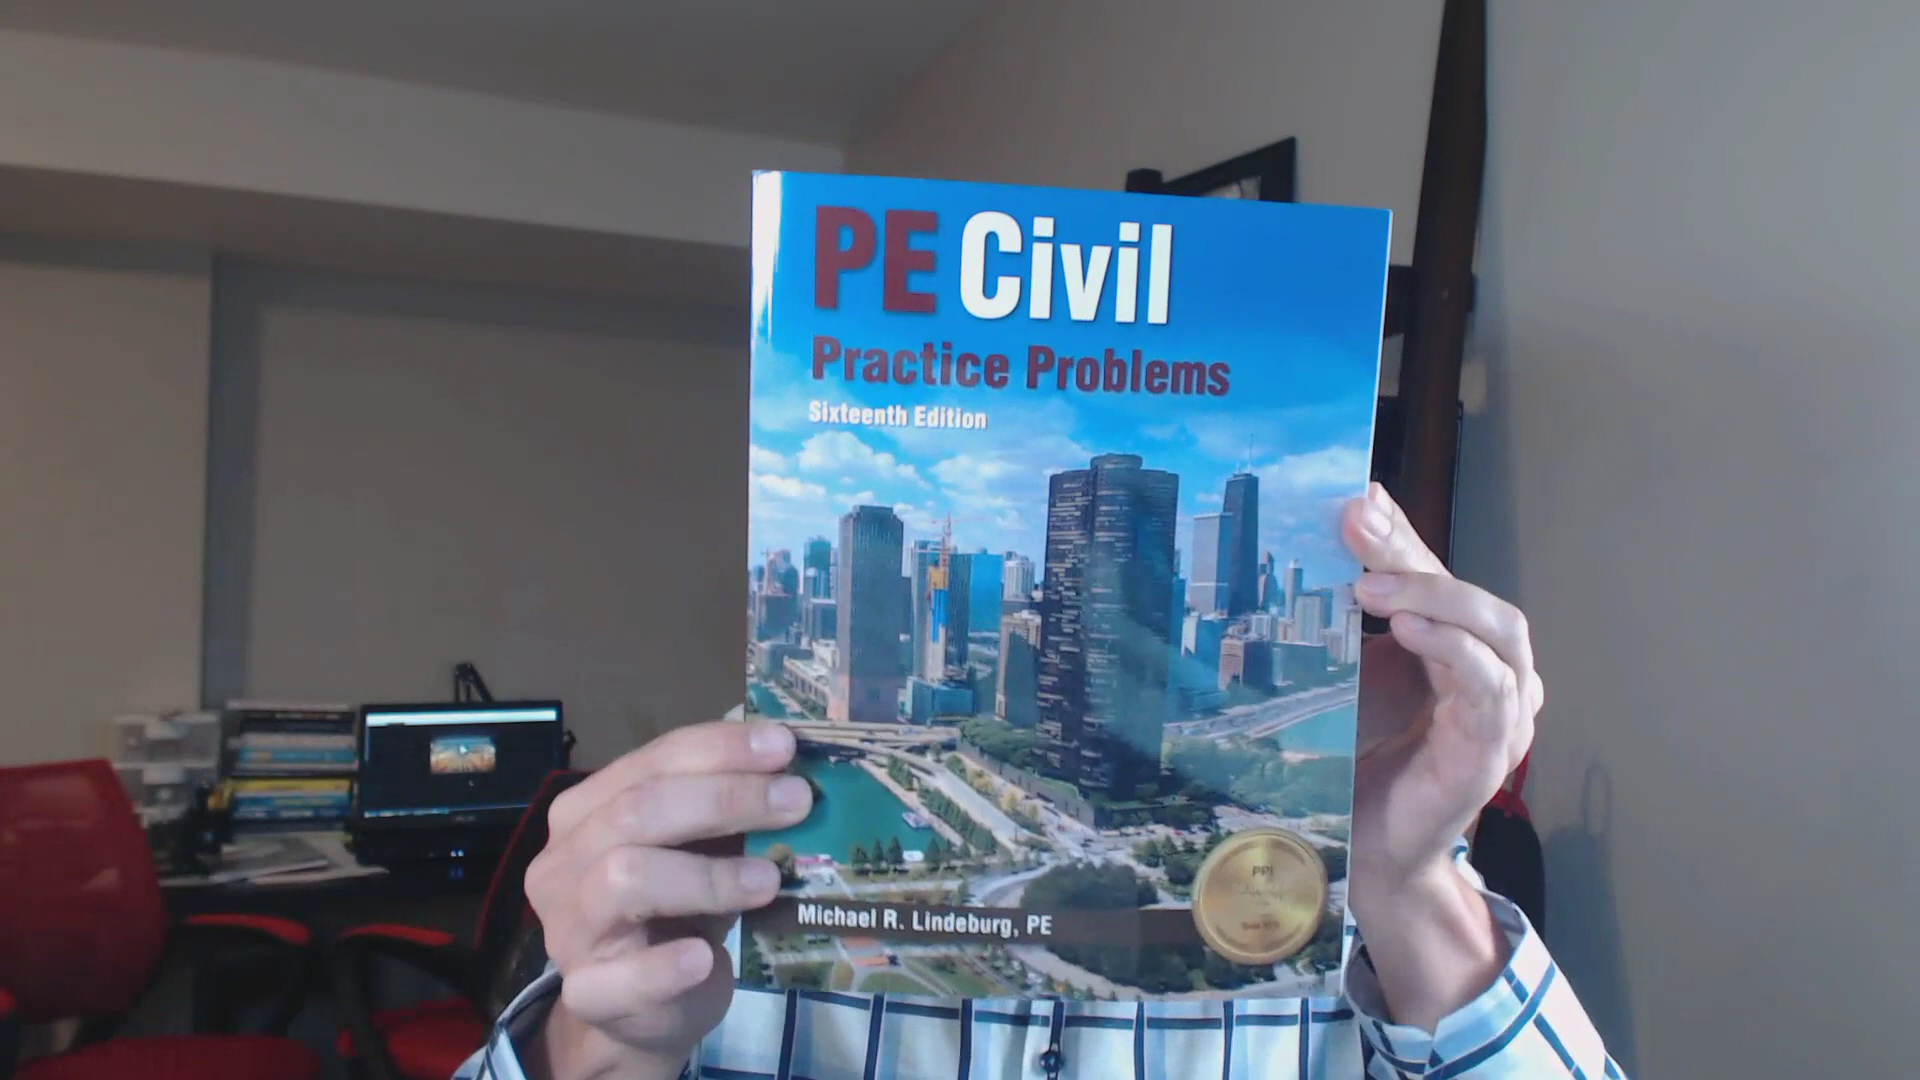 PE Civil
Practice Problems
Sixteenth Edition
PPI
Michael R. Lindeburg, PE